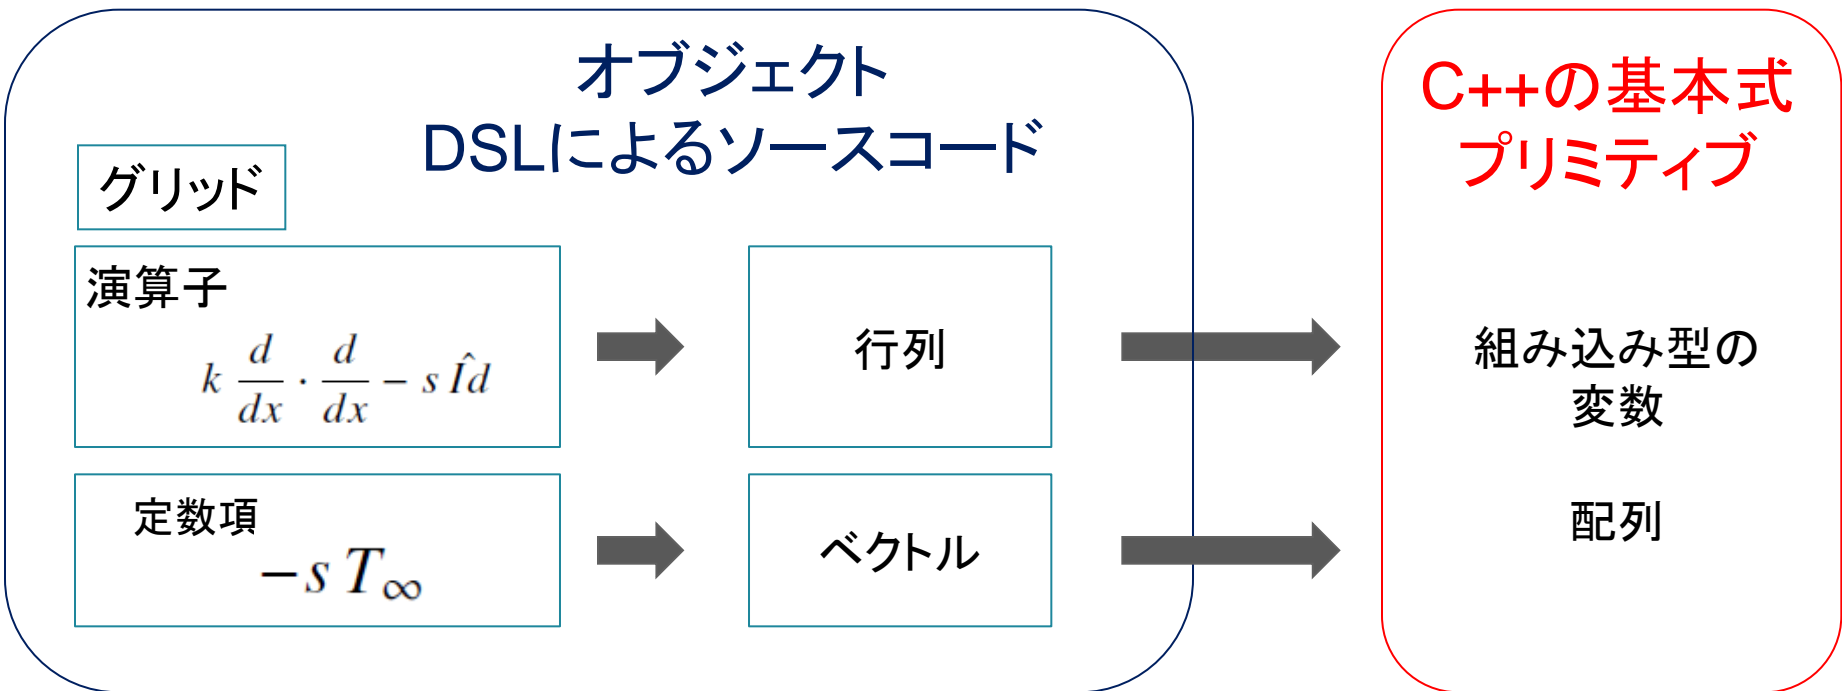 オブジェクト
DSLによるソースコード
グリッド
演算子
k d/dx · d/dx − s Îd
行列
定数項
−s T∞
ベクトル
C++の基本式
プリミティブ
組み込み型の
変数
配列